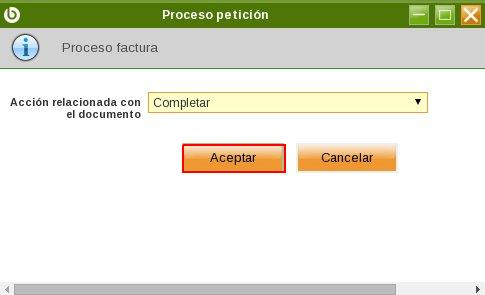 Proceso petición
Proceso factura
Acción relacionada con
el documento
Completar
Aceptar
Cancelar